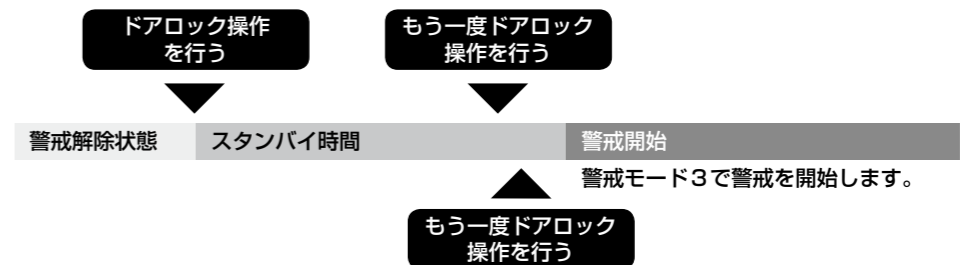 ドアロック操作
を行う
もう一度ドアロック
操作を行う
警戒解除状態
スタンバイ時間
警戒開始
警戒モード３で警戒を開始します。
もう一度ドアロック
操作を行う